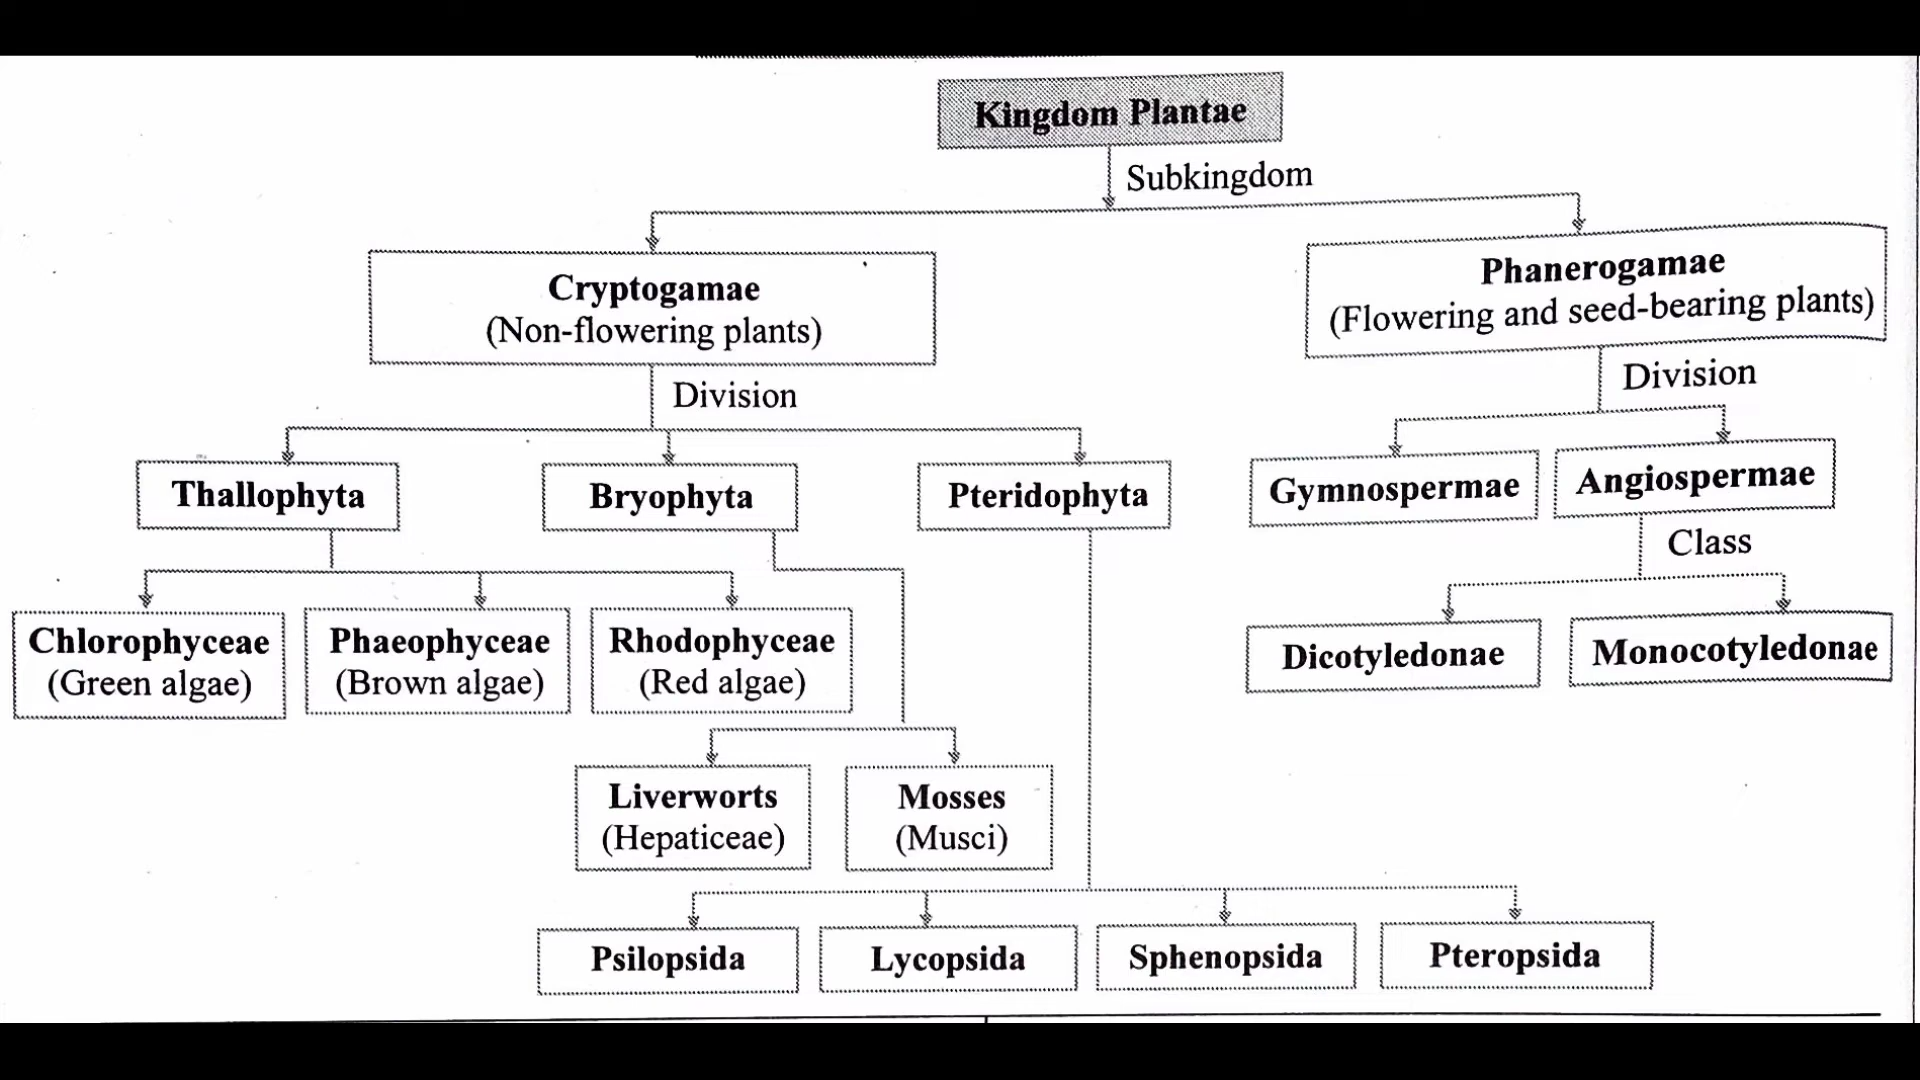 Kingdom Plantae
Subkingdom
Cryptogamae
(Non-flowering plants)
Phanerogamae
(Flowering and seed-bearing plants)
Division
Division
Thallophyta
Bryophyta
Pteridophyta
Gymnospermae
Angiospermae
Class
Chlorophyceae
(Green algae)
Phaeophyceae
(Brown algae)
Rhodophyceae
(Red algae)
Dicotyledonae
Monocotyledonae
Liverworts
(Hepaticeae)
Mosses
(Musci)
Psilopsida
Lycopsida
Sphenopsida
Pteropsida